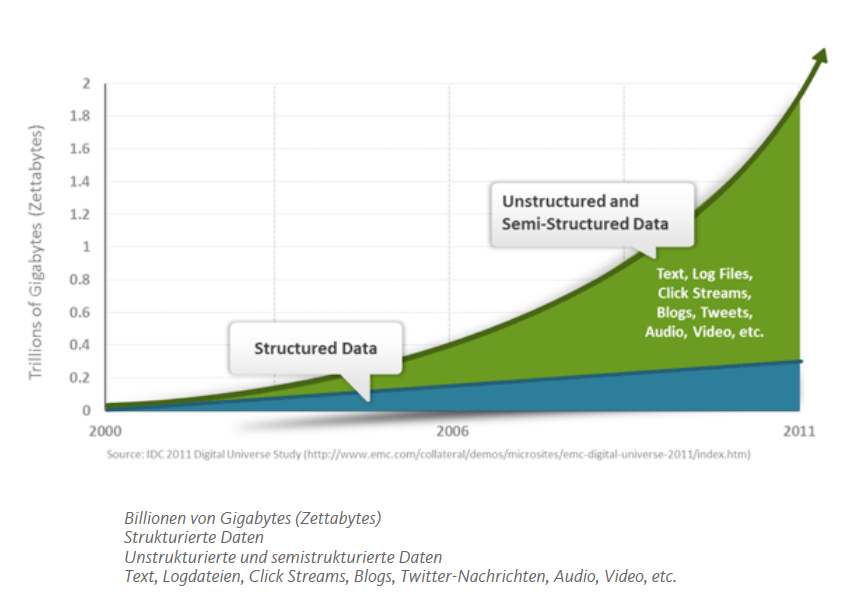 Trillions of Gigabytes (Zettabytes)
2
1.8
1.6
1.4
1.2
1
0.8
0.6
0.4
0.2
0
Unstructured and
Semi-Structured Data
Text, Log Files,
Click Streams,
Blogs, Tweets,
Audio, Video, etc.
Structured Data
2000
2006
2011
Source: IDC 2011 Digital Universe Study (http://www.emc.com/collateral/demos/microsites/emc-digital-universe-2011/index.htm)
Billionen von Gigabytes (Zettabytes)
Strukturierte Daten
Unstrukturierte und semistrukturierte Daten
Text, Logdateien, Click Streams, Blogs, Twitter-Nachrichten, Audio, Video, etc.